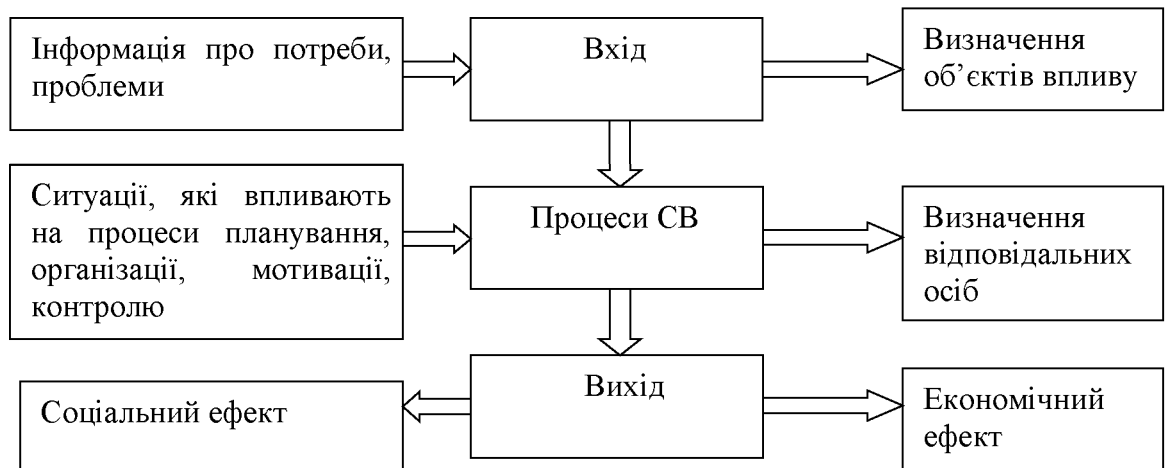 Інформація про потреби,
проблеми
Вхід
Визначення
об’єктів впливу
Ситуації, які впливають
на процеси планування,
організації, мотивації,
контролю
Процеси СВ
Визначення
відповідальних
осіб
Соціальний ефект
Вихід
Економічний
ефект